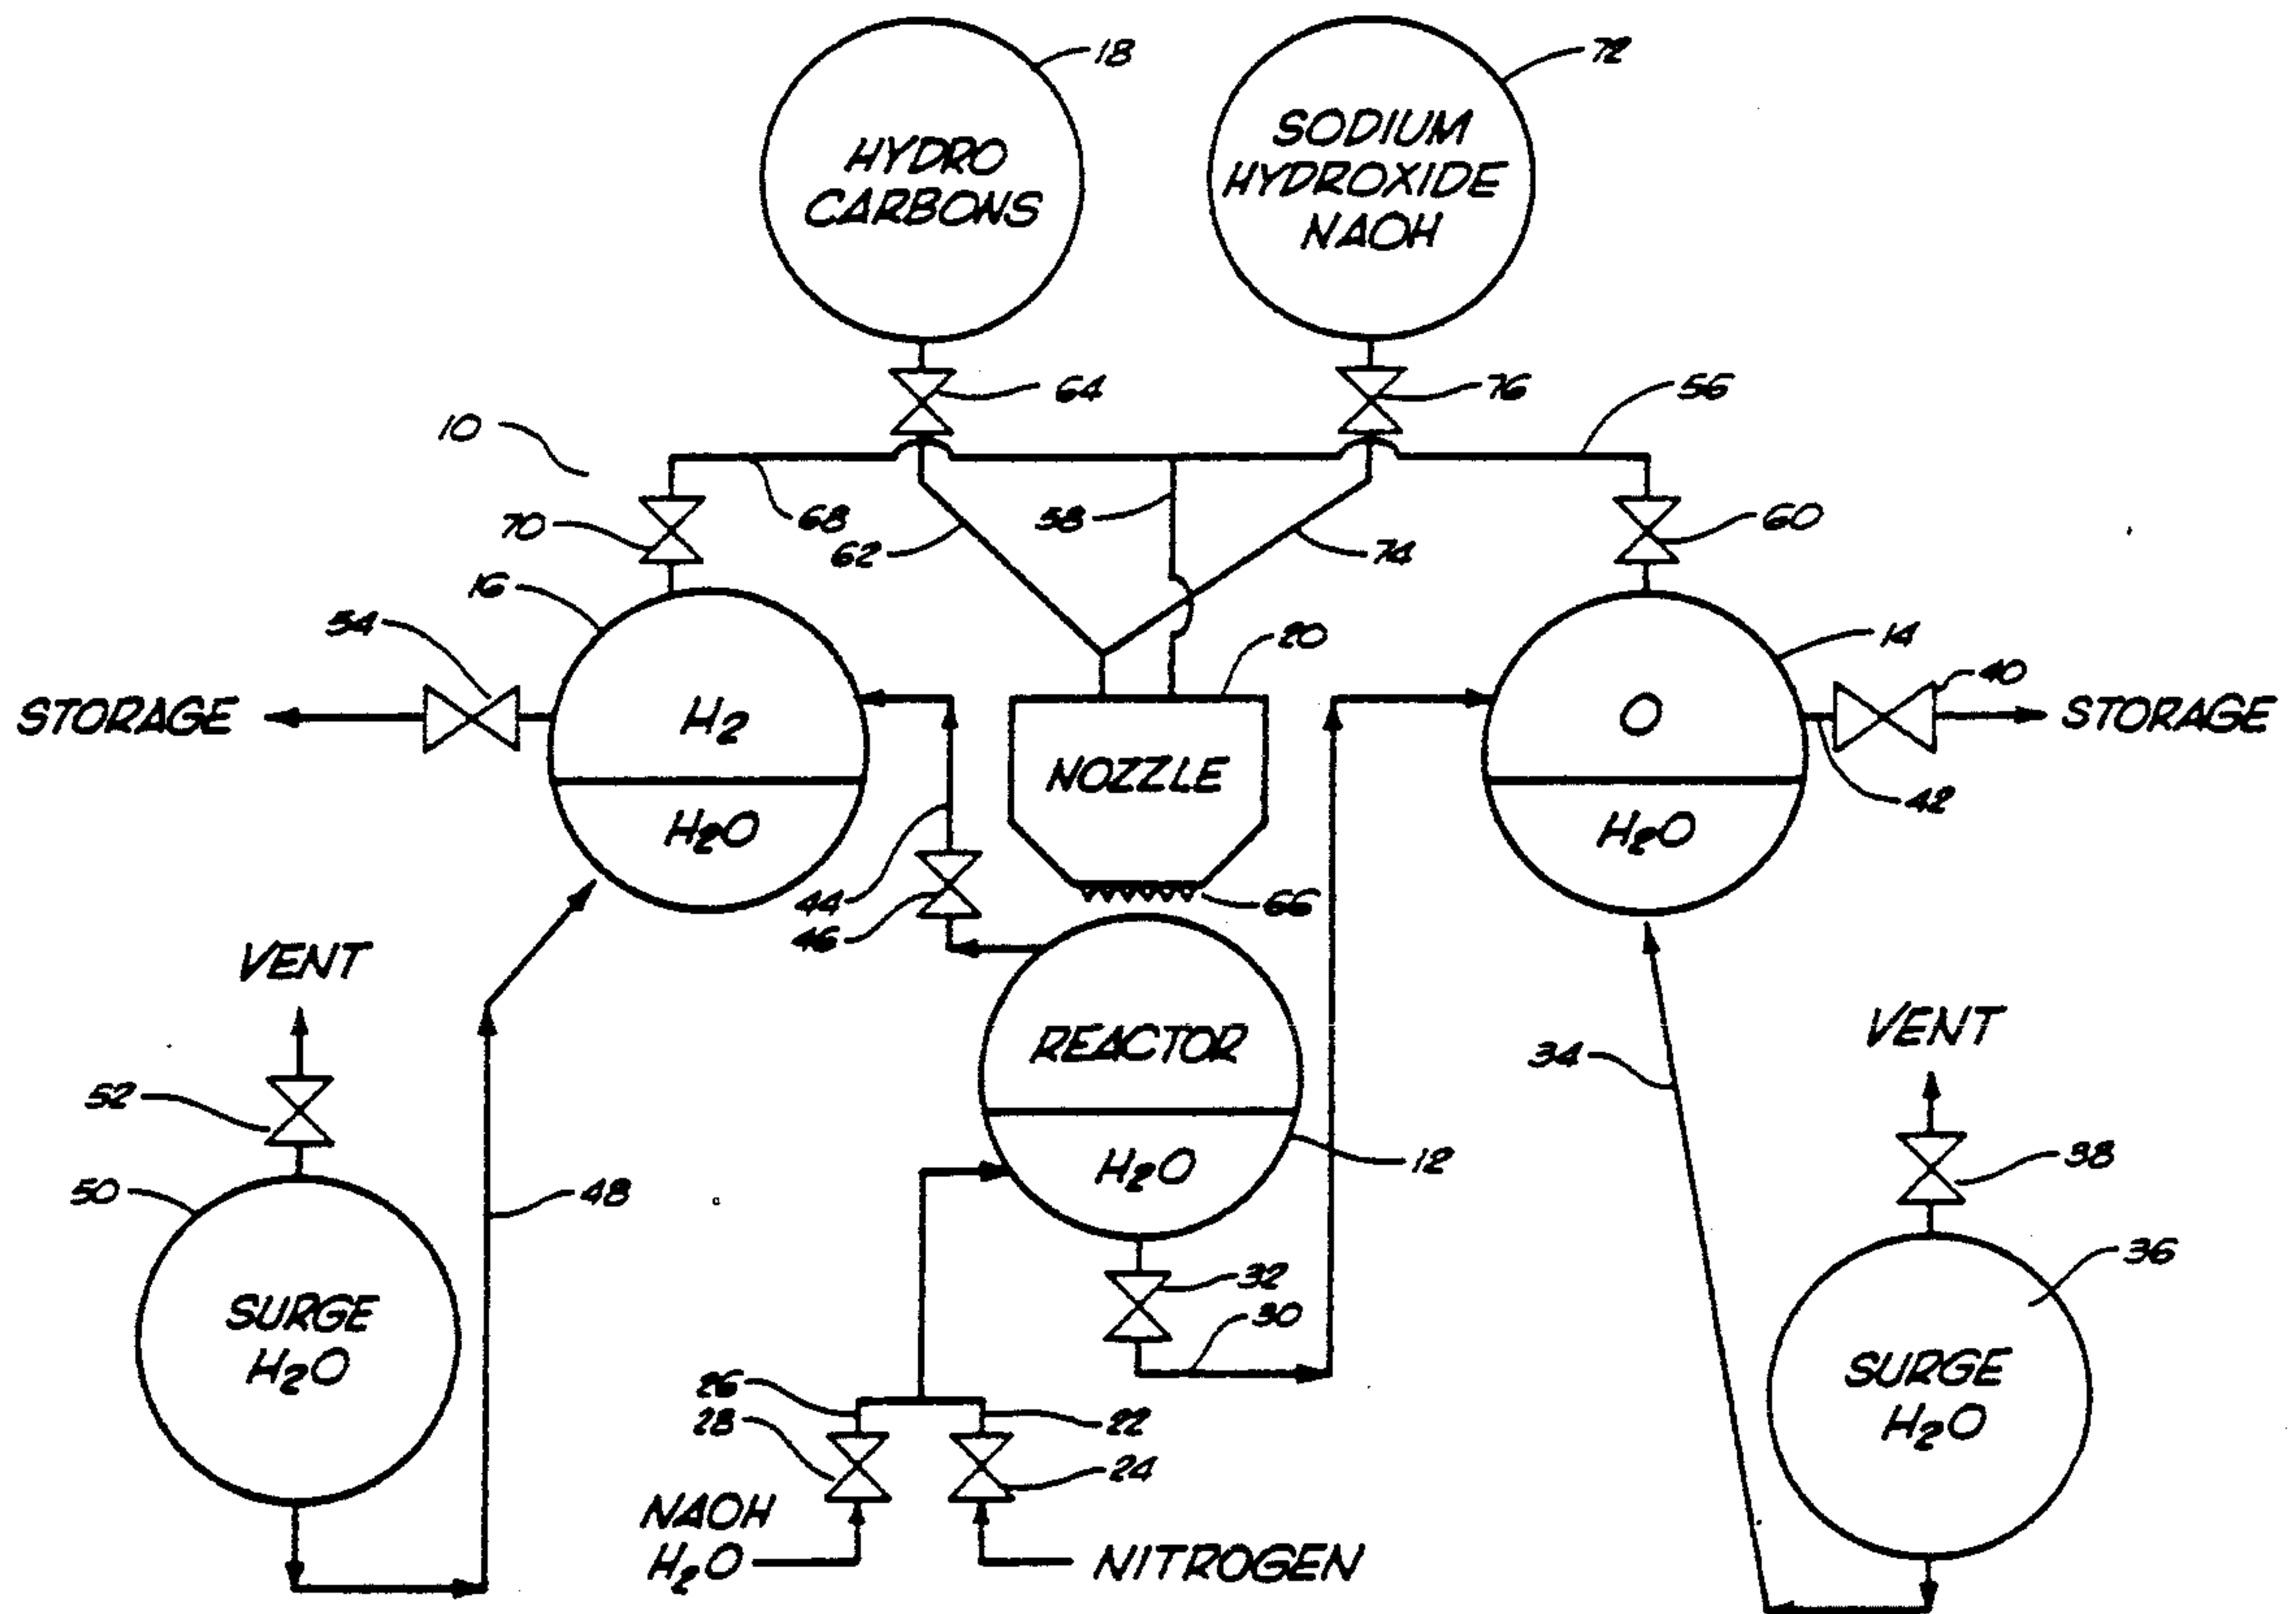 18
72
HYDRO
CARBONS
SODIUM
HYDROXIDE
NAOH
64
76
56
10
70
68
62
58
74
60
16
54
20
14
40
STORAGE
H2
NOZZLE
O
STORAGE
H2O
H2O
42
44
46
66
VENT
REACTOR
VENT
34
52
H2O
12
38
50
48
36
SURGE
H2O
32
30
SURGE
H2O
26
28
22
24
NAOH
H2O
NITROGEN